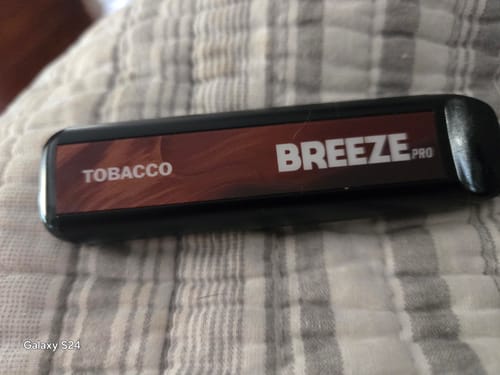 TOBACCO
BREEZE PRO
Galaxy S24